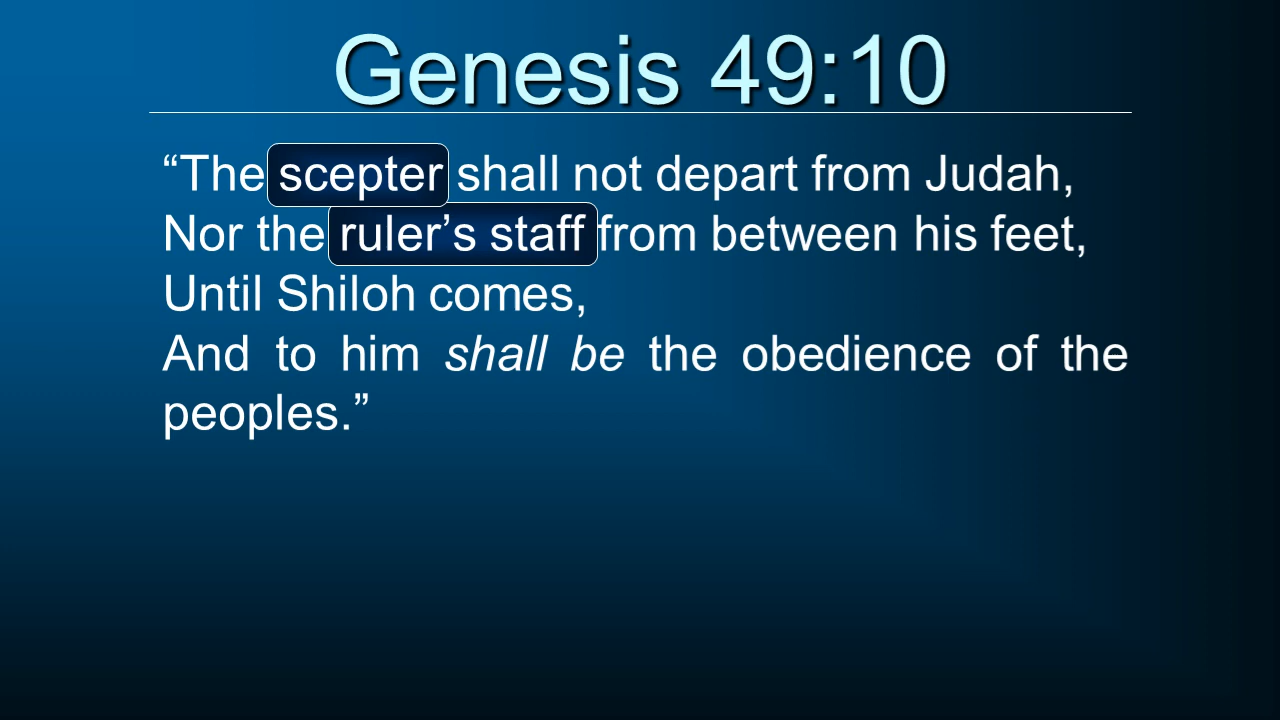 Genesis 49:10
“The scepter shall not depart from Judah,
Nor the ruler’s staff from between his feet,
Until Shiloh comes,
And to him shall be the obedience of the
peoples.”